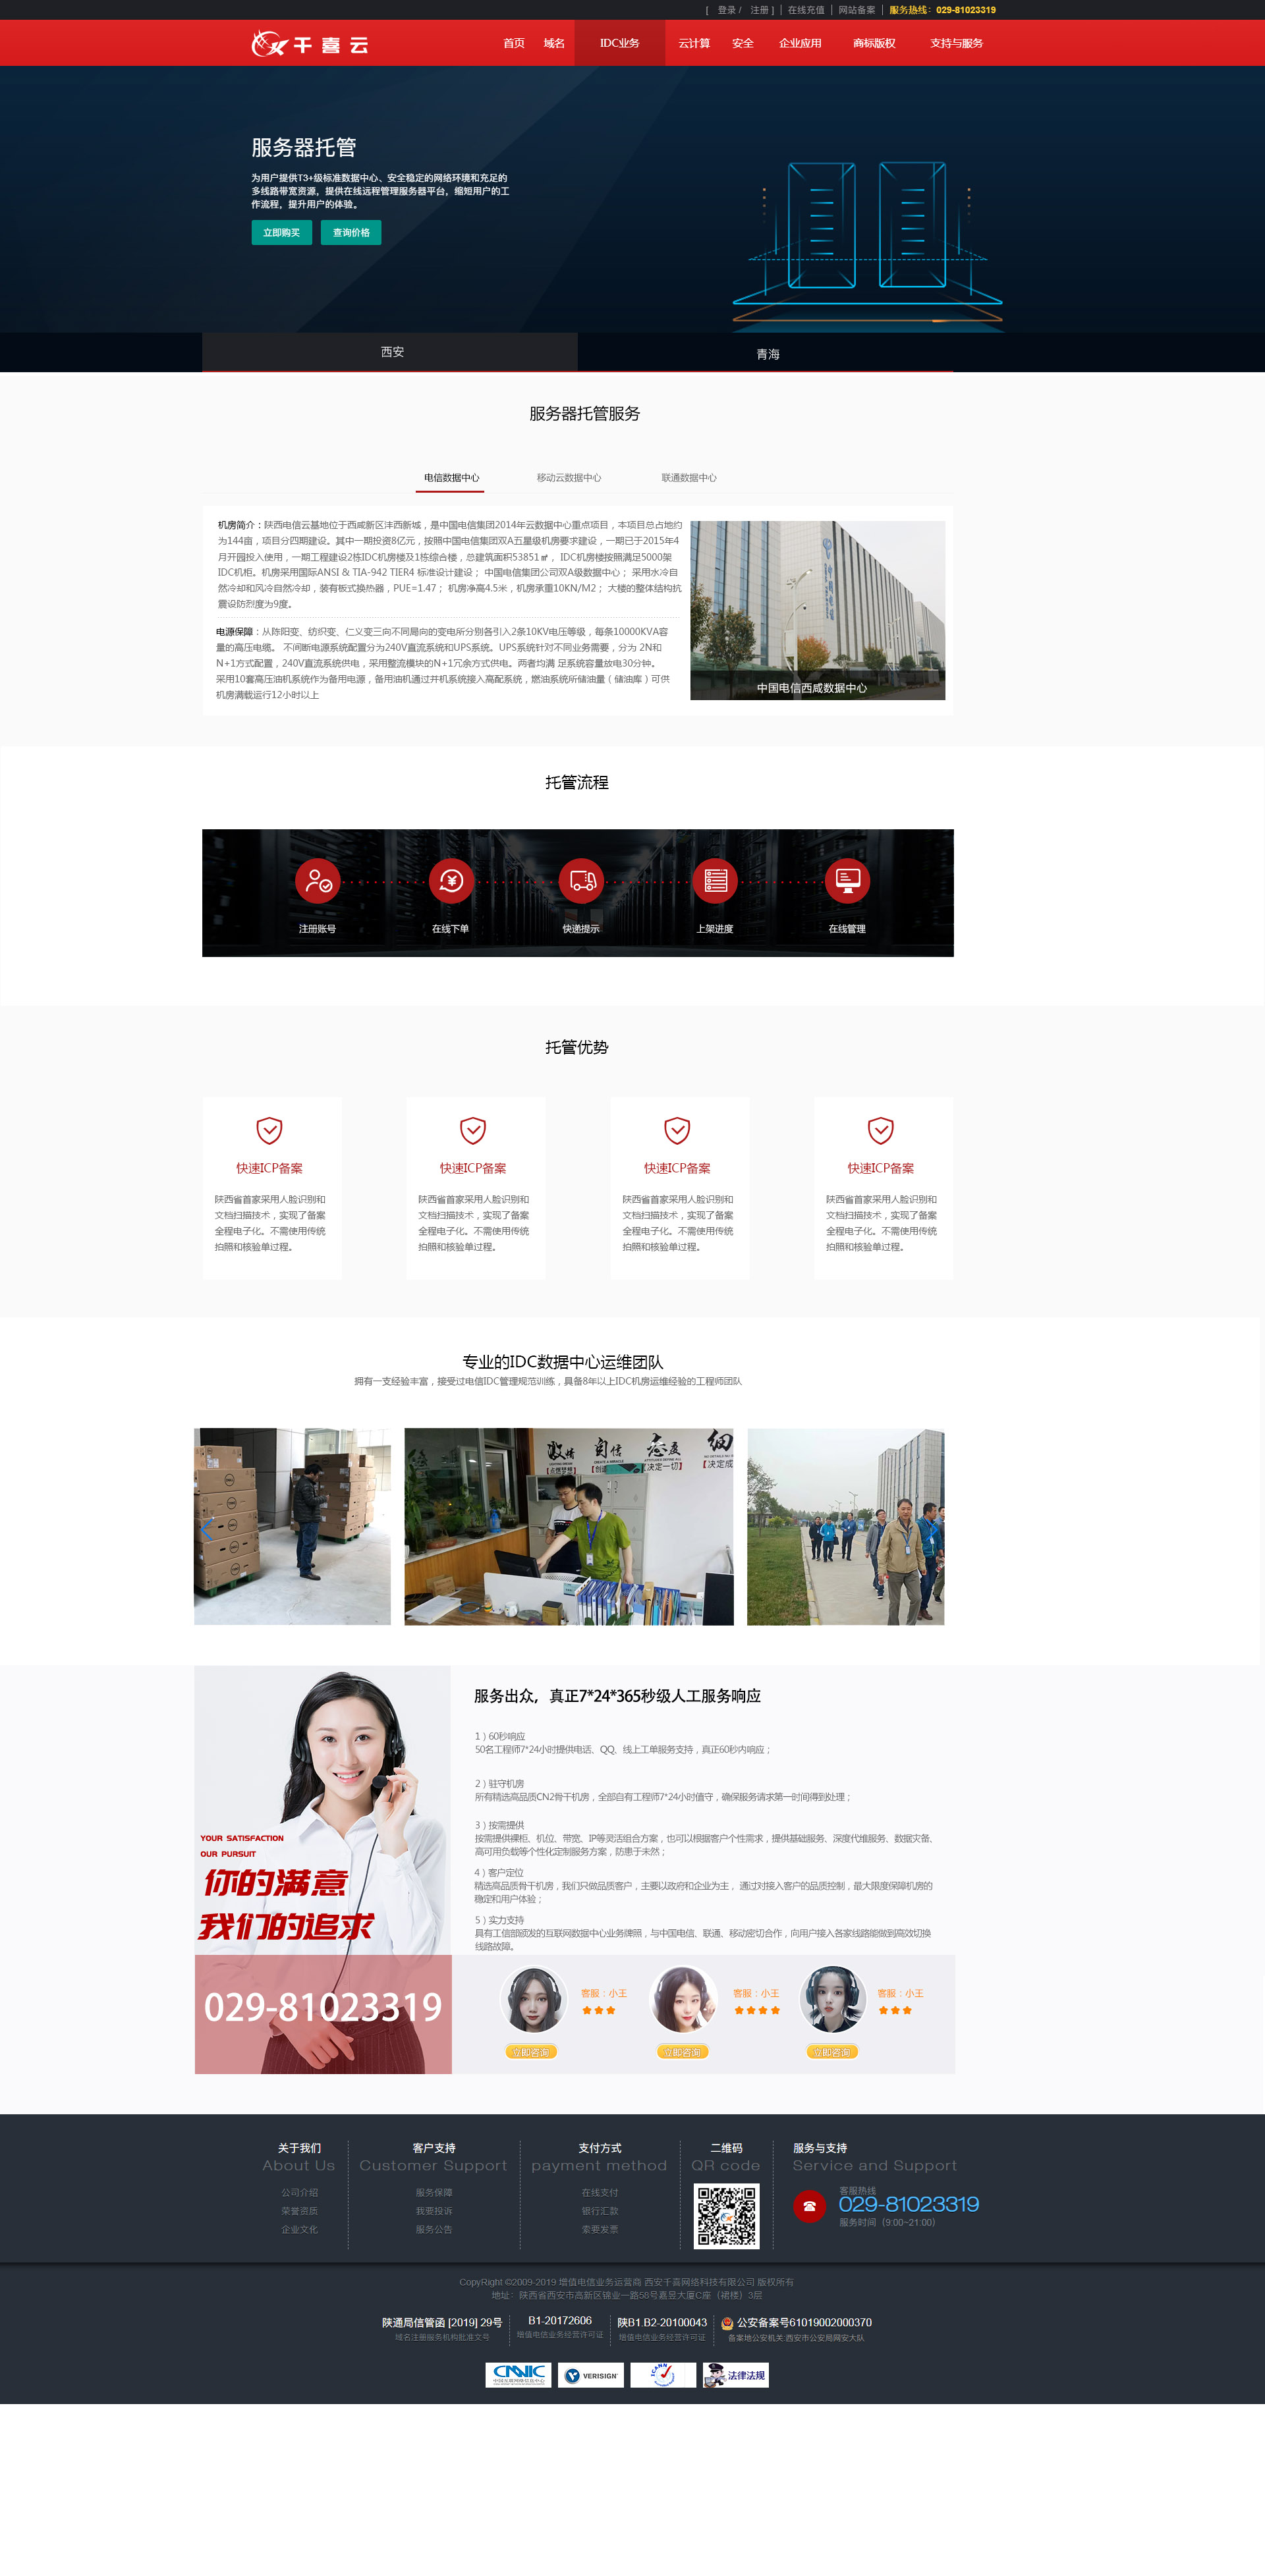 [ 登录 / 注册 ] 在线充值 网站备案 服务热线：029-81023319
千喜云 首页 域名 IDC业务 云计算 安全 企业应用 商标版权 支持与服务
服务器托管
为用户提供T3+级标准数据中心、安全稳定的网络环境和充足的
多线路带宽资源，提供在线远程管理服务器平台，缩短用户的工
作流程，提升用户的体验。
立即购买 查询价格
西安 青海
服务器托管服务
电信数据中心 移动云数据中心 联通数据中心
机房简介：陕西电信云基地位于西咸新区沣西新城，是中国电信集团2014年云数据中心重点项目，本项目总占地约
为144亩，项目分四期建设。其中一期投资8亿元，按照中国电信集团双A五星级机房要求建设，一期已于2015年4
月开园投入使用，一期工程建设2栋IDC机房楼及1栋综合楼，总建筑面积53851㎡， IDC机房楼按照满足5000架
IDC机柜。机房采用国际ANSI & TIA-942 TIER4 标准设计建设； 中国电信集团公司双A级数据中心； 采用水冷自
然冷却和风冷自然冷却，装有板式换热器，PUE=1.47； 机房净高4.5米，机房承重10KN/M2； 大楼的整体结构抗
震设防烈度为9度。
电源保障：从陈阳变、纺织变、仁义变三向不同局向的变电所分别各引入2条10KV电压等级，每条10000KVA容
量的高压电缆。 不间断电源系统配置分为240V直流系统和UPS系统。UPS系统针对不同业务需要，分为 2N和
N+1方式配置，240V直流系统供电，采用整流模块的N+1冗余方式供电。两者均满 足系统容量放电30分钟。
采用10套高压油机系统作为备用电源，备用油机通过并机系统接入高配系统，燃油系统所储油量（储油库）可供
机房满载运行12小时以上
中国电信西咸数据中心
托管流程
注册账号 在线下单 快递提示 上架进度 在线管理
托管优势
快速ICP备案 快速ICP备案 快速ICP备案 快速ICP备案
陕西省首家采用人脸识别和 陕西省首家采用人脸识别和 陕西省首家采用人脸识别和 陕西省首家采用人脸识别和
文档扫描技术，实现了备案 文档扫描技术，实现了备案 文档扫描技术，实现了备案 文档扫描技术，实现了备案
全程电子化。不需使用传统 全程电子化。不需使用传统 全程电子化。不需使用传统 全程电子化。不需使用传统
拍照和核验单过程。 拍照和核验单过程。 拍照和核验单过程。 拍照和核验单过程。
专业的IDC数据中心运维团队
拥有一支经验丰富，接受过电信IDC管理规范训练，具备8年以上IDC机房运维经验的工程师团队
激情 自信 态度 细
决定一切 决定成
服务出众，真正7*24*365秒级人工服务响应
1）60秒响应
50名工程师7*24小时提供电话、QQ、线上工单服务支持，真正60秒内响应；
2）驻守机房
所有精选高品质CN2骨干机房，全部自有工程师7*24小时值守，确保服务请求第一时间得到处理；
3）按需提供
按需提供裸柜、机位、带宽、IP等灵活组合方案，也可以根据客户个性需求，提供基础服务、深度代维服务、数据灾备、
高可用负载等个性化定制服务方案，防患于未然；
4）客户定位
精选高品质骨干机房，我们只做品质客户，主要以政府和企业为主， 通过对接入客户的品质控制，最大限度保障机房的
稳定和用户体验；
5）实力支持
具有工信部颁发的互联网数据中心业务牌照，与中国电信、联通、移动密切合作，向用户接入各家线路能做到高效切换
线路故障。
YOUR SATISFACTION
OUR PURSUIT
你的满意
我们的追求
029-81023319
客服：小王 客服：小王 客服：小王
立即咨询 立即咨询 立即咨询
关于我们 客户支持 支付方式 二维码 服务与支持
About Us Customer Support payment method QR code Service and Support
公司介绍 服务保障 在线支付 客服热线
荣誉资质 我要投诉 银行汇款 029-81023319
企业文化 服务公告 索要发票 服务时间（9:00~21:00）
CopyRight ©2009-2019 增值电信业务运营商 西安千喜网络科技有限公司 版权所有
地址：陕西省西安市高新区锦业一路58号嘉昱大厦C座（裙楼）3层
陕通局信管函 [2019] 29号 B1-20172606 陕B1.B2-20100043 公安备案号61019002000370
域名注册服务机构批准文号 增值电信业务经营许可证 增值电信业务经营许可证 备案地公安机关:西安市公安局网安大队
CNNIC 中国互联网络信息中心 VERISIGN ICANN 法律法规